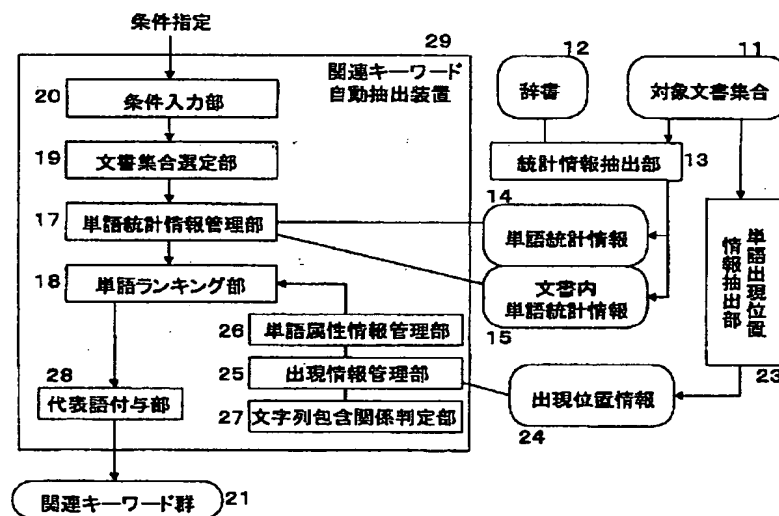 条件指定
29
関連キーワード
自動抽出装置
20
条件入力部
19
文書集合選定部
17
単語統計情報管理部
18
単語ランキング部
26
単語属性情報管理部
25
出現情報管理部
27
文字列包含関係判定部
28
代表語付与部
関連キーワード群
21
12
辞書
11
対象文書集合
統計情報抽出部
13
14
単語統計情報
文書内
単語統計情報
15
単語出現位置
情報抽出部
23
出現位置情報
24